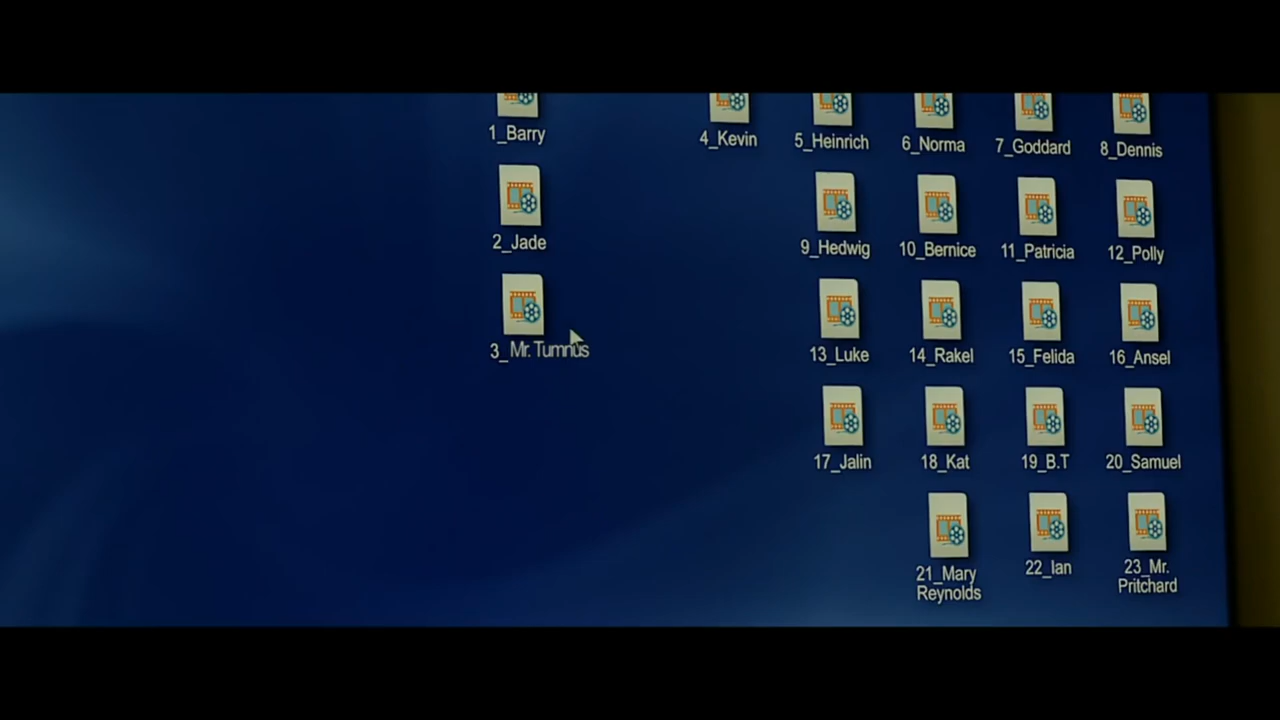 1_Barry
4_Kevin
5_Heinrich
6_Norma
7_Goddard
8_Dennis
2_Jade
9_Hedwig
10_Bernice
11_Patricia
12_Polly
3_Mr. Tumnus
13_Luke
14_Rakel
15_Felida
16_Ansel
17_Jalin
18_Kat
19_B.T
20_Samuel
21_Mary
Reynolds
22_Ian
23_Mr.
Pritchard